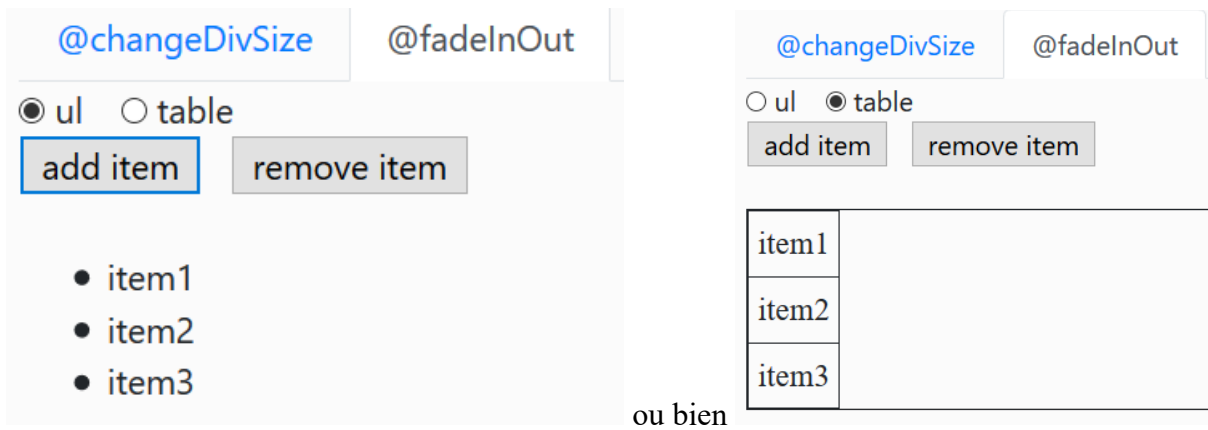 @changeDivSize @fadeInOut
ul table
add item remove item
item1
item2
item3
ou bien
@changeDivSize @fadeInOut
ul table
add item remove item
item1
item2
item3